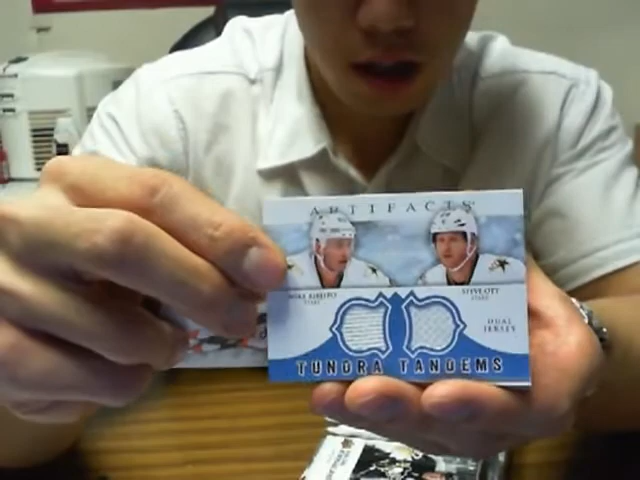 ARTIFACTS
MIKE RIBEIRO
STARS
STEVE OTT
STARS
DUAL
JERSEY
TUNDRA TANDEMS